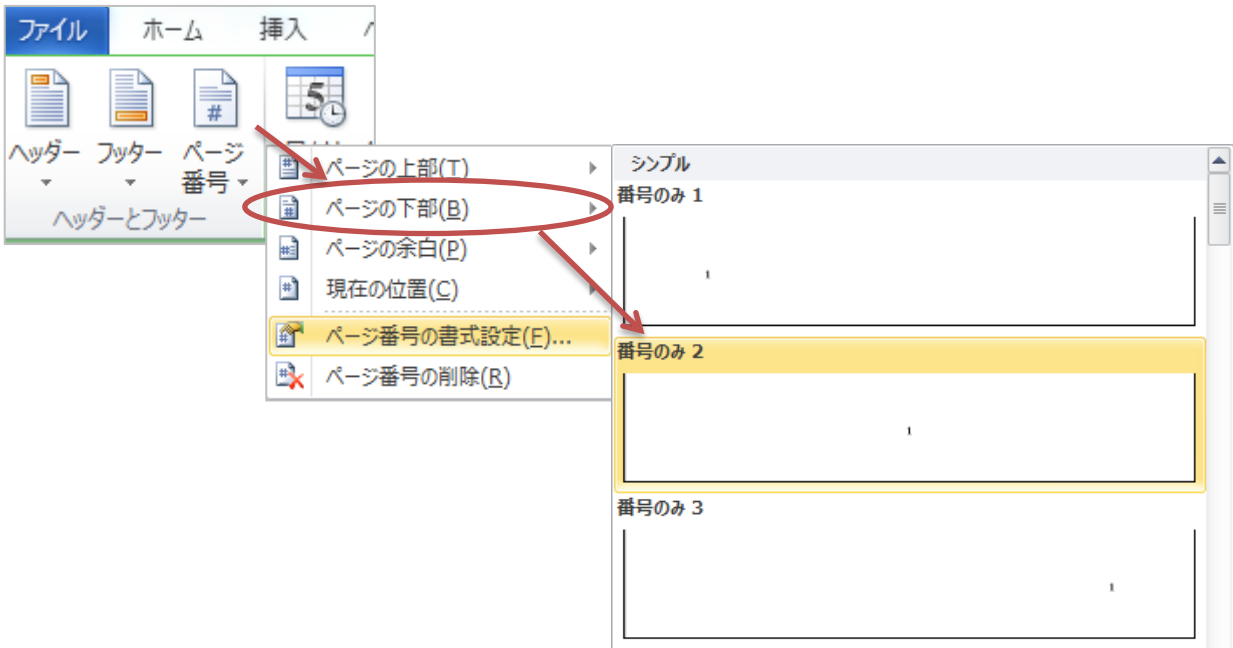 ファイル ホーム 挿入
ヘッダー フッター ページ
番号
ヘッダーとフッター
ページの上部(T)
ページの下部(B)
ページの余白(P)
現在の位置(C)
ページ番号の書式設定(F)...
ページ番号の削除(R)
シンプル
番号のみ 1
1
番号のみ 2
1
番号のみ 3
1